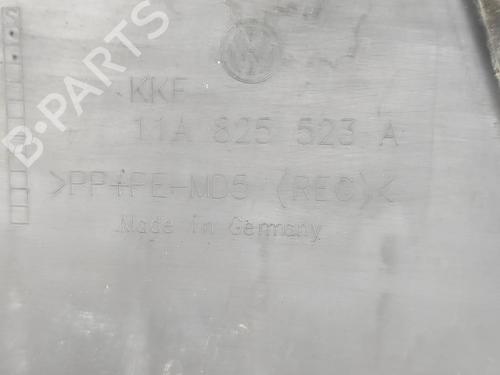 B-PARTS
KKF
11A 825 523 A
>PP+PE-MD5 (REC)<
Made in Germany